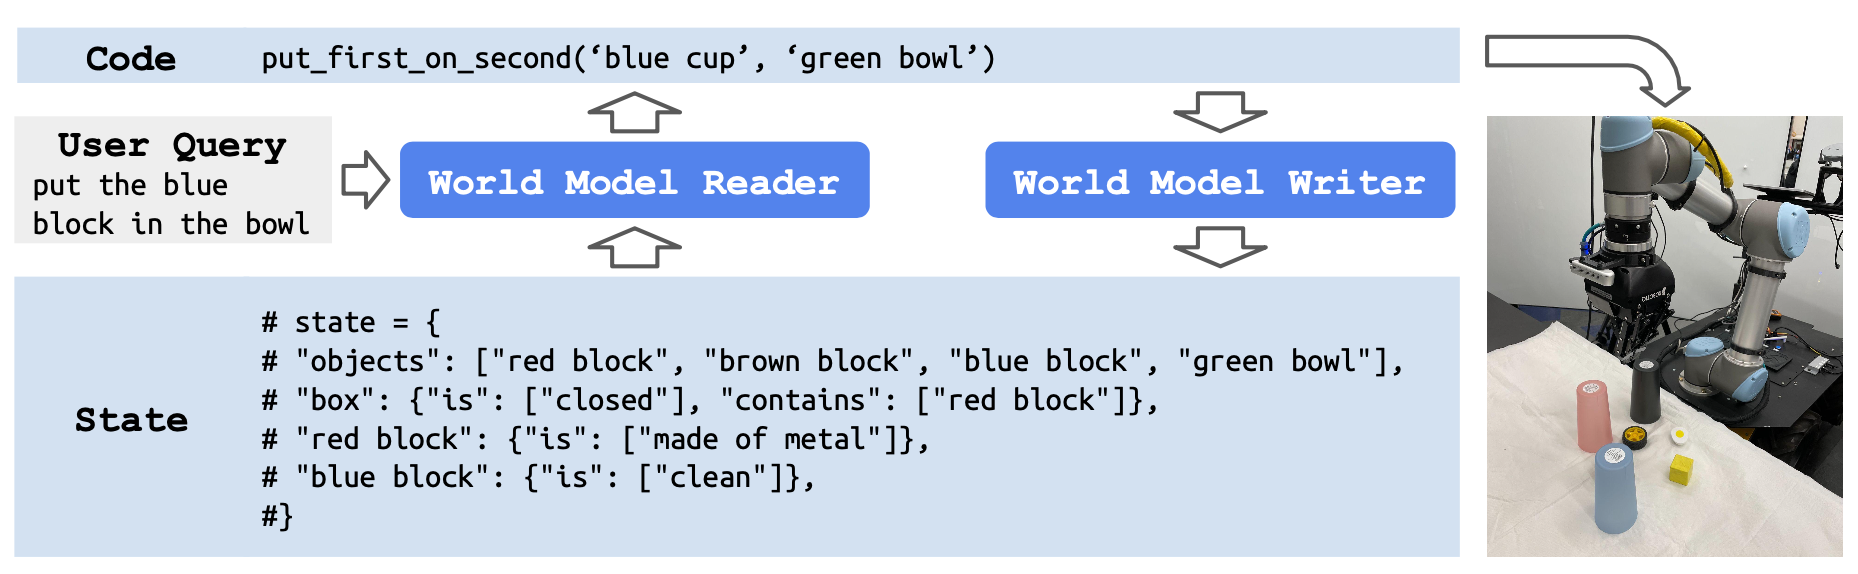 Code put_first_on_second(‘blue cup’, ‘green bowl’)
User Query
put the blue
block in the bowl
World Model Reader
World Model Writer
State
# state = {
# "objects": ["red block", "brown block", "blue block", "green bowl"],
# "box": {"is": ["closed"], "contains": ["red block"]},
# "red block": {"is": ["made of metal"]},
# "blue block": {"is": ["clean"]},
#}